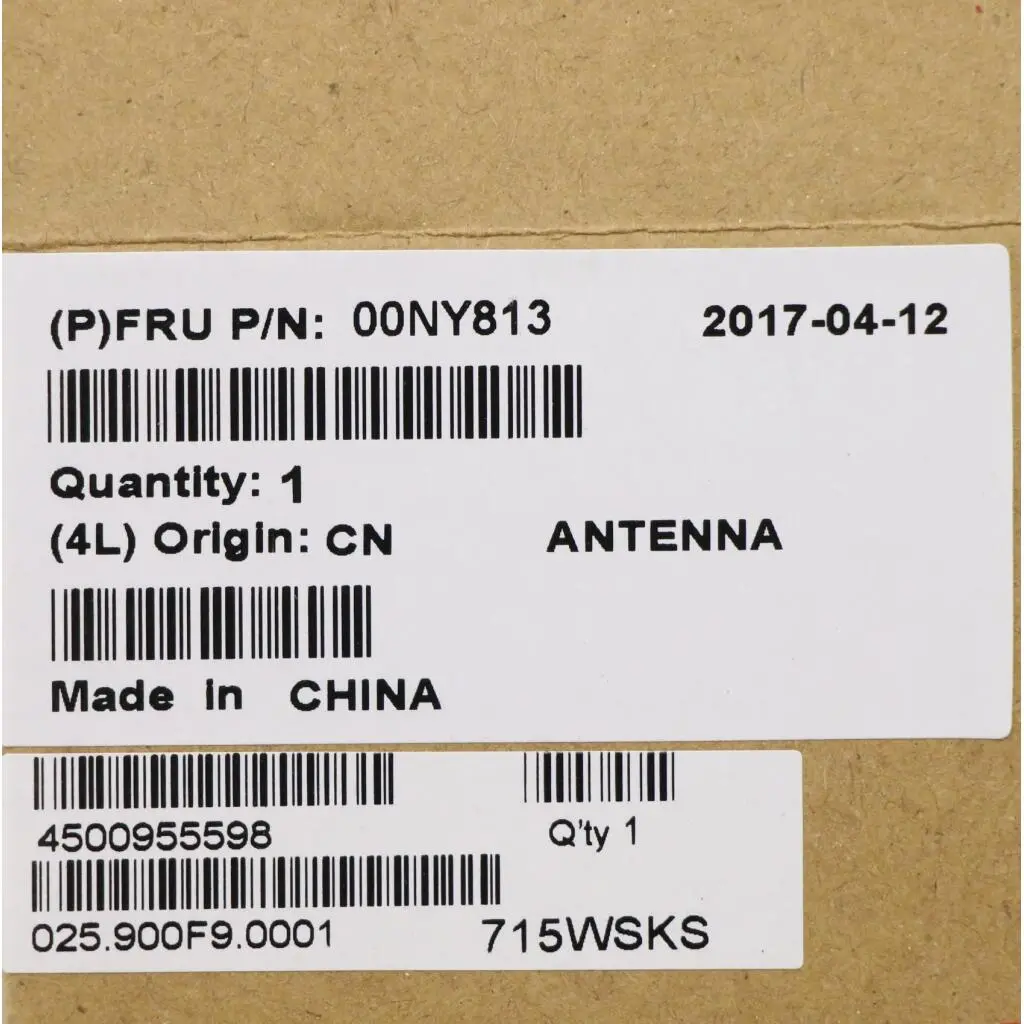 (P)FRU P/N: 00NY813 2017-04-12
Quantity: 1
(4L) Origin: CN ANTENNA
Made in CHINA
4500955598 Q'ty 1
025.900F9.0001 715WSKS